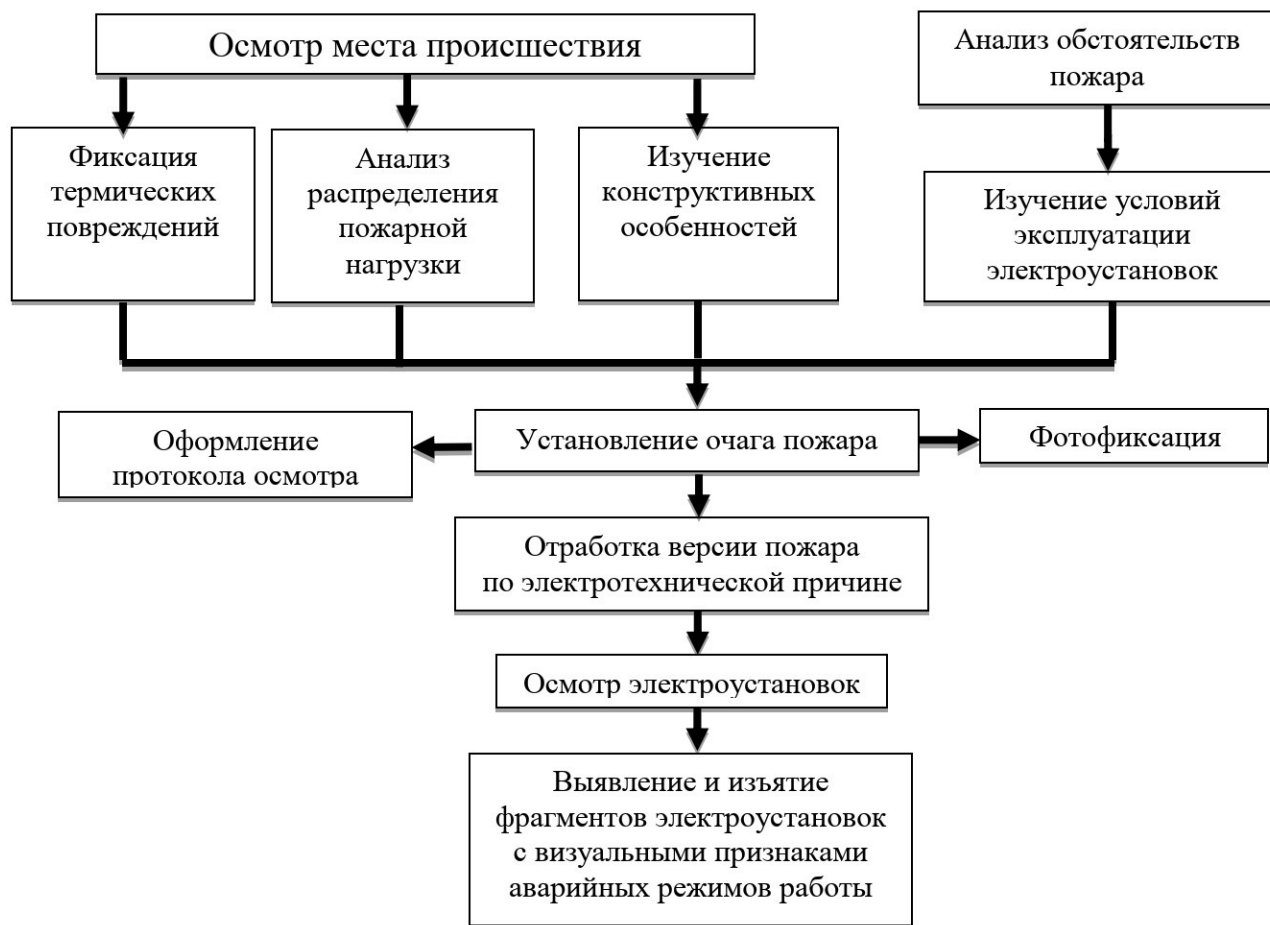 Осмотр места происшествия
Анализ обстоятельств
пожара
Фиксация
термических
повреждений
Анализ
распределения
пожарной
нагрузки
Изучение
конструктивных
особенностей
Изучение условий
эксплуатации
электроустановок
Оформление
протокола осмотра
Установление очага пожара
Фотофиксация
Отработка версии пожара
по электротехнической причине
Осмотр электроустановок
Выявление и изъятие
фрагментов электроустановок
с визуальными признаками
аварийных режимов работы